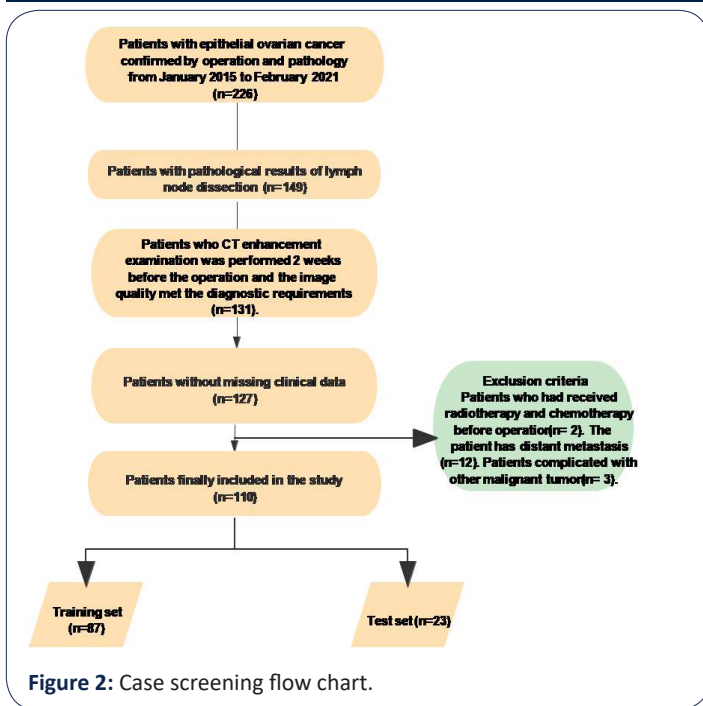 Patients with epithelial ovarian cancer
confirmed by operation and pathology
from January 2015 to February 2021
(n=226)
Patients with pathological results of lymph
node dissection (n=149)
Patients who CT enhancement
examination was performed 2 weeks
before the operation and the image
quality met the diagnostic requirements
(n=131).
Patients without missing clinical data
(n=127)
Exclusion criteria
Patients who had received
radiotherapy and chemotherapy
before operation(n= 2). The
patient has distant metastasis
(n=12). Patients complicated with
other malignant tumor(n= 3).
Patients finally included in the study
(n=110)
Training set
(n=87)
Test set (n=23)
Figure 2: Case screening flow chart.